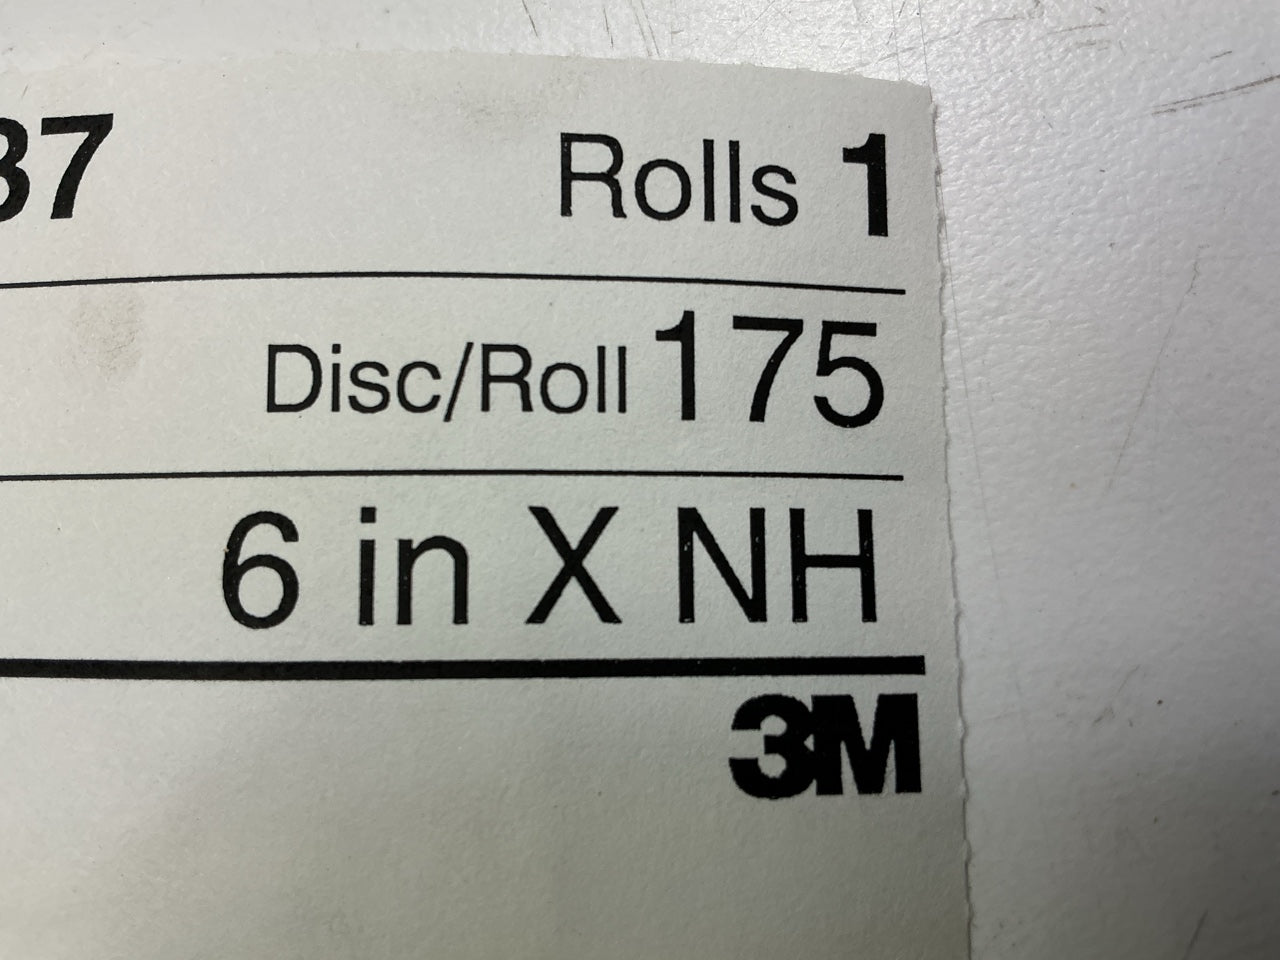 37 Rolls 1
Disc/Roll 175
6 in X NH
3M